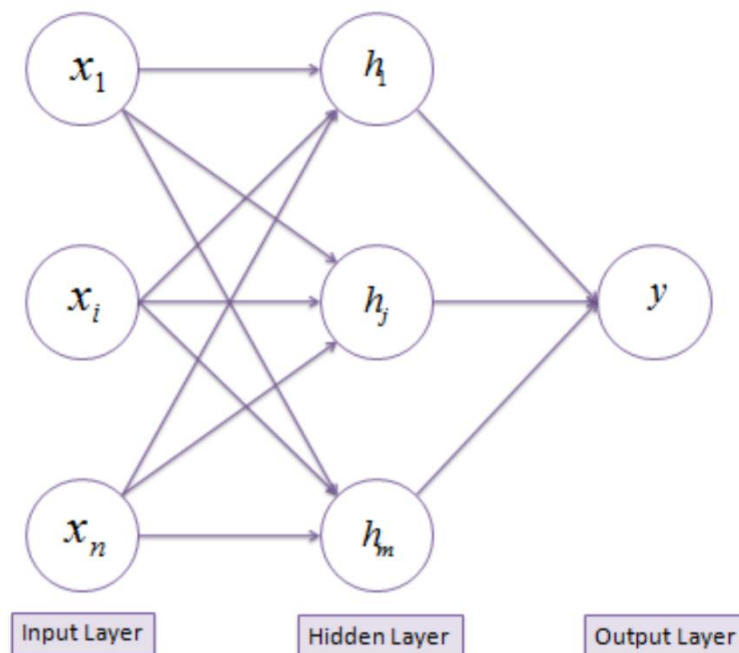 x₁ h₁
xᵢ hⱼ y
xₙ hₘ
Input Layer Hidden Layer Output Layer